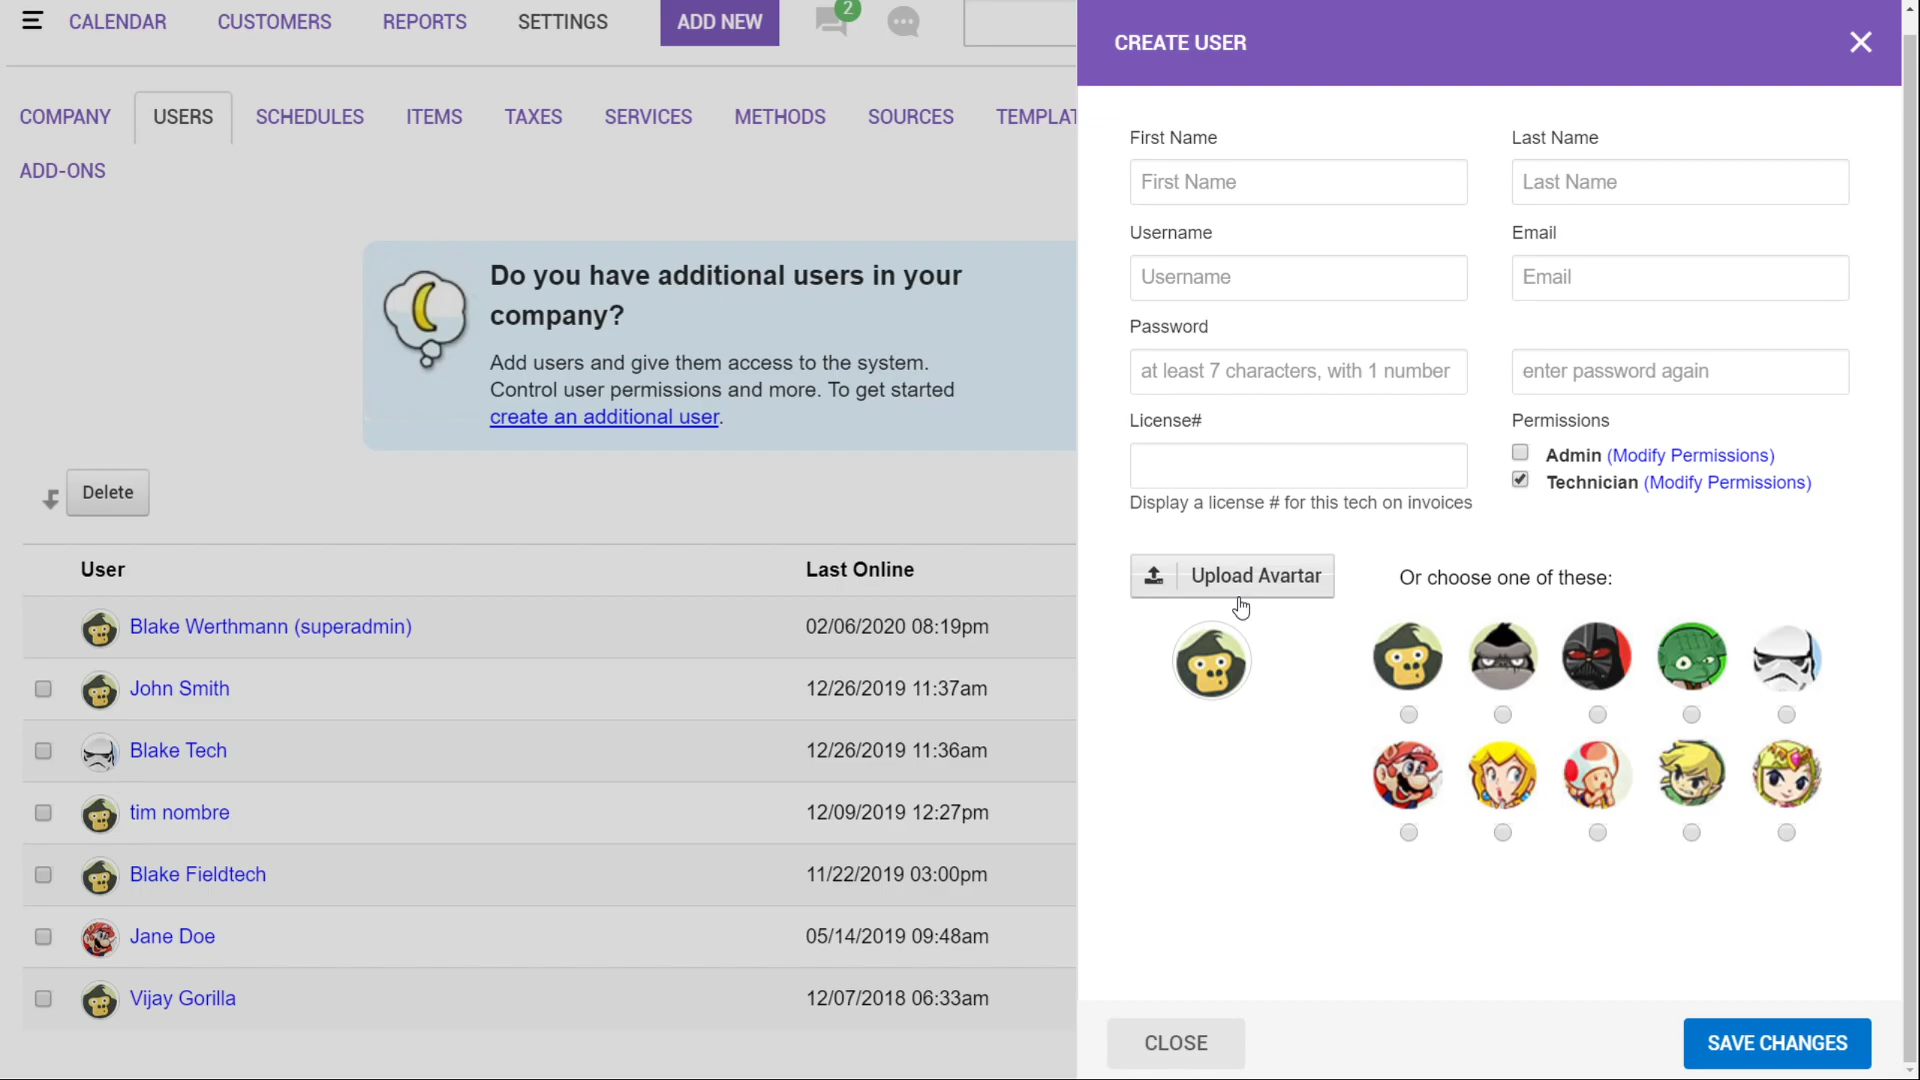 CALENDAR CUSTOMERS REPORTS SETTINGS ADD NEW 2
COMPANY USERS SCHEDULES ITEMS TAXES SERVICES METHODS SOURCES TEMPLAT
ADD-ONS
Do you have additional users in your
company?
Add users and give them access to the system.
Control user permissions and more. To get started
create an additional user.
Delete
User Last Online
Blake Werthmann (superadmin) 02/06/2020 08:19pm
John Smith 12/26/2019 11:37am
Blake Tech 12/26/2019 11:36am
tim nombre 12/09/2019 12:27pm
Blake Fieldtech 11/22/2019 03:00pm
Jane Doe 05/14/2019 09:48am
Vijay Gorilla 12/07/2018 06:33am
CREATE USER
First Name Last Name
First Name Last Name
Username Email
Username Email
Password
at least 7 characters, with 1 number enter password again
License# Permissions
Admin (Modify Permissions)
Technician (Modify Permissions)
Display a license # for this tech on invoices
Upload Avartar Or choose one of these:
CLOSE SAVE CHANGES